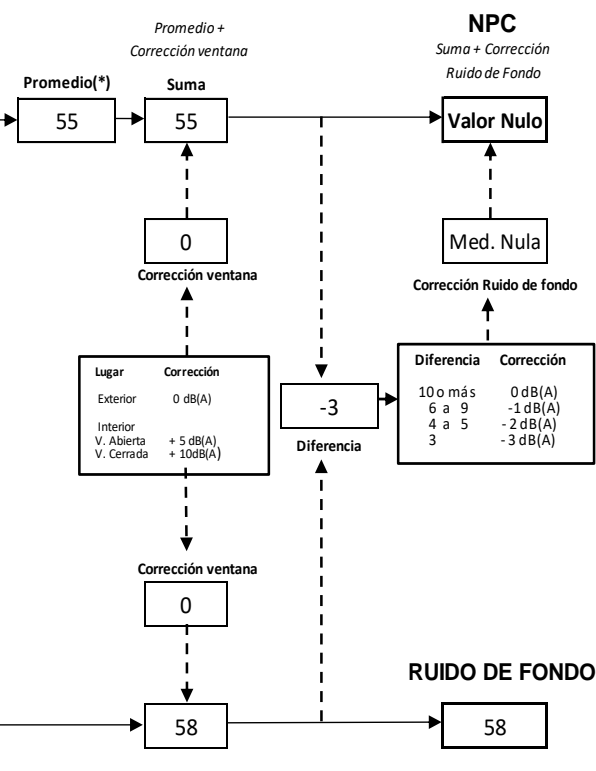 Promedio +
Corrección ventana
NPC
Suma + Corrección
Ruido de Fondo
Promedio(*)
Suma
55
55
Valor Nulo
0
Med. Nula
Corrección ventana
Corrección Ruido de fondo
Lugar Corrección
Exterior 0 dB(A)
Interior
V. Abierta + 5 dB(A)
V. Cerrada + 10dB(A)
-3
Diferencia
Diferencia Corrección
10 o más 0 dB(A)
6 a 9 -1 dB(A)
4 a 5 - 2 dB(A)
3 - 3 dB(A)
Corrección ventana
0
RUIDO DE FONDO
58
58